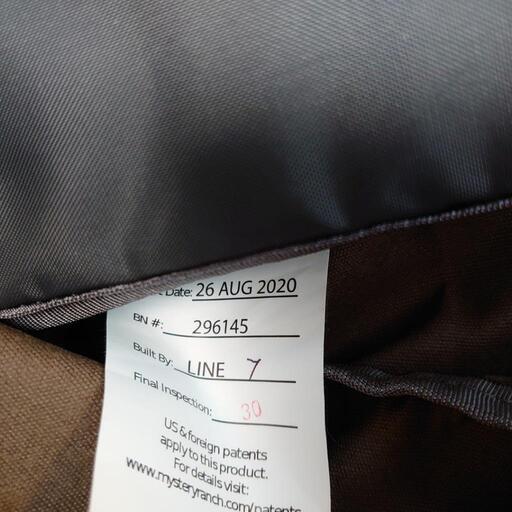 Date: 26 AUG 2020
BN #: 296145
Built By: LINE 7
Final Inspection: 30
US & foreign patents
apply to this product.
For details visit:
www.mysteryranch.com/patents